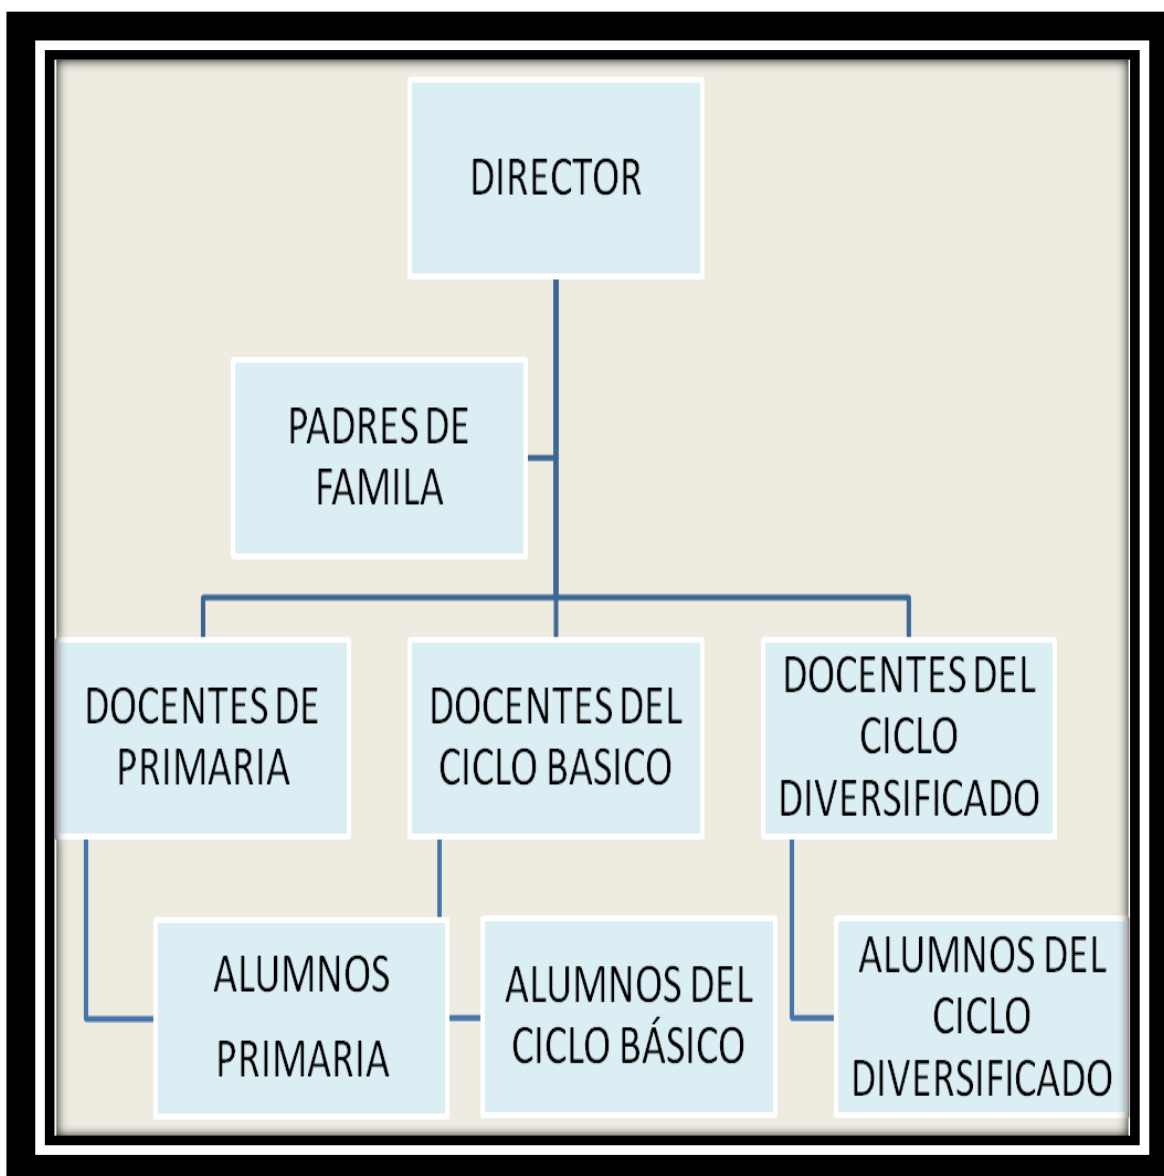 DIRECTOR
PADRES DE
FAMILA
DOCENTES DE
PRIMARIA
DOCENTES DEL
CICLO BASICO
DOCENTES DEL
CICLO
DIVERSIFICADO
ALUMNOS
PRIMARIA
ALUMNOS DEL
CICLO BÁSICO
ALUMNOS DEL
CICLO
DIVERSIFICADO